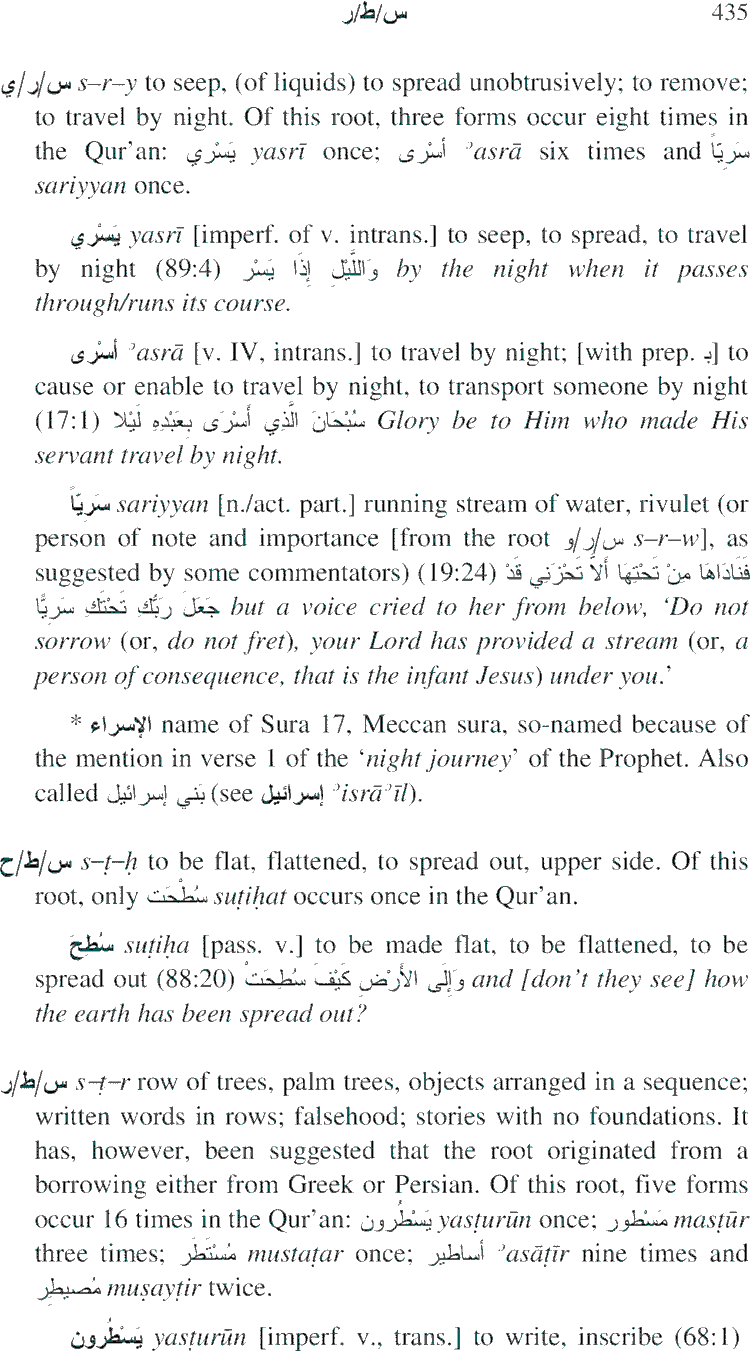 س/ط/ر 435
س/ر/ي s–r–y to seep, (of liquids) to spread unobtrusively; to remove;
to travel by night. Of this root, three forms occur eight times in
the Qur’an: يَسْري yasrī once; أسْرى ʾasrā six times and سَرِيّاً
sariyyan once.
يَسْري yasrī [imperf. of v. intrans.] to seep, to spread, to travel
by night (89:4) وَاللَّيْلِ إِذَا يَسْرِ by the night when it passes
through/runs its course.
أسْرى ʾasrā [v. IV, intrans.] to travel by night; [with prep. بـ] to
cause or enable to travel by night, to transport someone by night
(17:1) سُبْحَانَ الَّذِي أَسْرَى بِعَبْدِهِ لَيْلا Glory be to Him who made His
servant travel by night.
سَرِيّاً sariyyan [n./act. part.] running stream of water, rivulet (or
person of note and importance [from the root س/ر/و s–r–w], as
suggested by some commentators) (19:24) فَنَادَاهَا مِنْ تَحْتِهَا أَلاَّ تَحْزَنِي قَدْ
جَعَلَ رَبُّكِ تَحْتَكِ سَرِيًّا but a voice cried to her from below, ‘Do not
sorrow (or, do not fret), your Lord has provided a stream (or, a
person of consequence, that is the infant Jesus) under you.’
* الإسراء name of Sura 17, Meccan sura, so-named because of
the mention in verse 1 of the ‘night journey’ of the Prophet. Also
called بَني إسرائيل (see إسرائيل ʾisrāʾīl).
س/ط/ح s–ṭ–ḥ to be flat, flattened, to spread out, upper side. Of this
root, only سُطْحَت suṭiḥat occurs once in the Qur’an.
سُطحَ suṭiḥa [pass. v.] to be made flat, to be flattened, to be
spread out (88:20) وَإِلَى الأَرْضِ كَيْفَ سُطِحَتْ and [don’t they see] how
the earth has been spread out?
س/ط/ر s–ṭ–r row of trees, palm trees, objects arranged in a sequence;
written words in rows; falsehood; stories with no foundations. It
has, however, been suggested that the root originated from a
borrowing either from Greek or Persian. Of this root, five forms
occur 16 times in the Qur’an: يَسْطُرون yasṭurūn once; مَسْطور masṭūr
three times; مُسْتَطَر mustaṭar once; أساطير ʾasāṭīr nine times and
مُصيطِر muṣayṭir twice.
يَسْطُرون yasṭurūn [imperf. v., trans.] to write, inscribe (68:1)